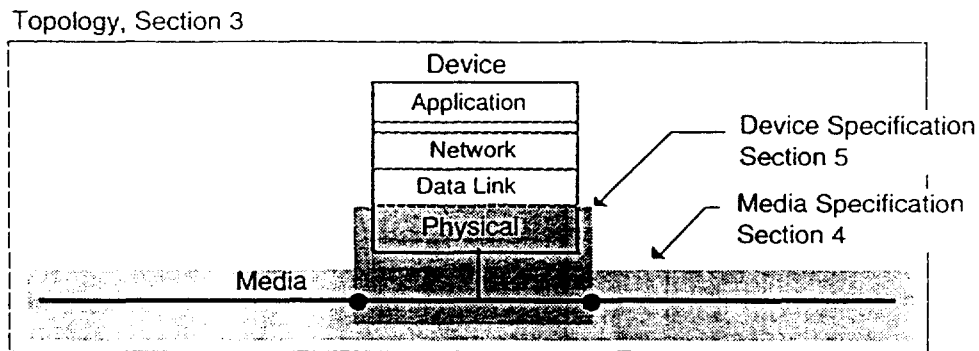 Topology, Section 3
Device
Application
Network
Data Link
Physical
Media
Device Specification
Section 5
Media Specification
Section 4